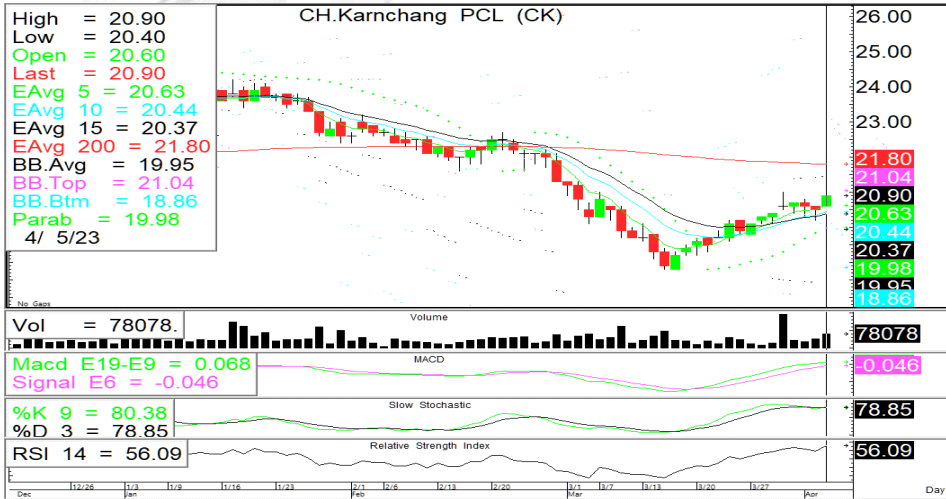 CH.Karnchang PCL (CK)
High = 20.90
Low = 20.40
Open = 20.60
Last = 20.90
EAvg 5 = 20.63
EAvg 10 = 20.44
EAvg 15 = 20.37
EAvg 200 = 21.80
BB.Avg = 19.95
BB.Top = 21.04
BB.Btm = 18.86
Parab = 19.98
4/ 5/23
No Gaps
26.00
25.00
24.00
23.00
21.80
21.04
20.90
20.63
20.44
20.37
19.98
19.95
18.86
Volume
Vol = 78078.
78078
MACD
Macd E19-E9 = 0.068
Signal E6 = -0.046
-0.046
Slow Stochastic
%K 9 = 80.38
%D 3 = 78.85
78.85
Relative Strength Index
RSI 14 = 56.09
56.09
12/26 1/3 1/9 1/16 1/23 2/1 2/6 2/13 2/20 3/1 3/7 3/13 3/20 3/27
Dec Jan Feb Mar Apr Day